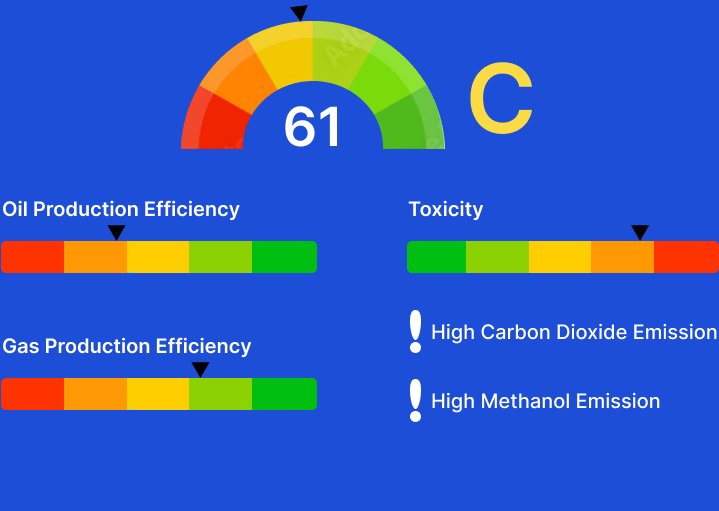 61
C
Oil Production Efficiency
Toxicity
High Carbon Dioxide Emission
Gas Production Efficiency
High Methanol Emission